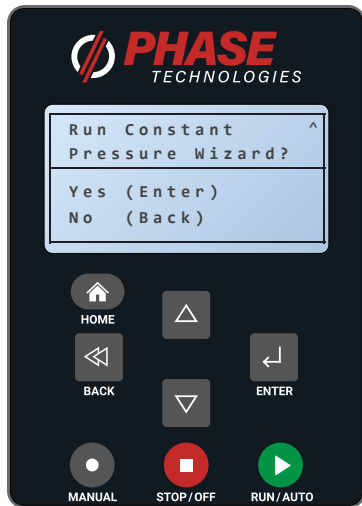 PHASE
TECHNOLOGIES
Run Constant ^
Pressure Wizard?
Yes (Enter)
No (Back)
HOME
BACK
ENTER
MANUAL
STOP/OFF
RUN/AUTO